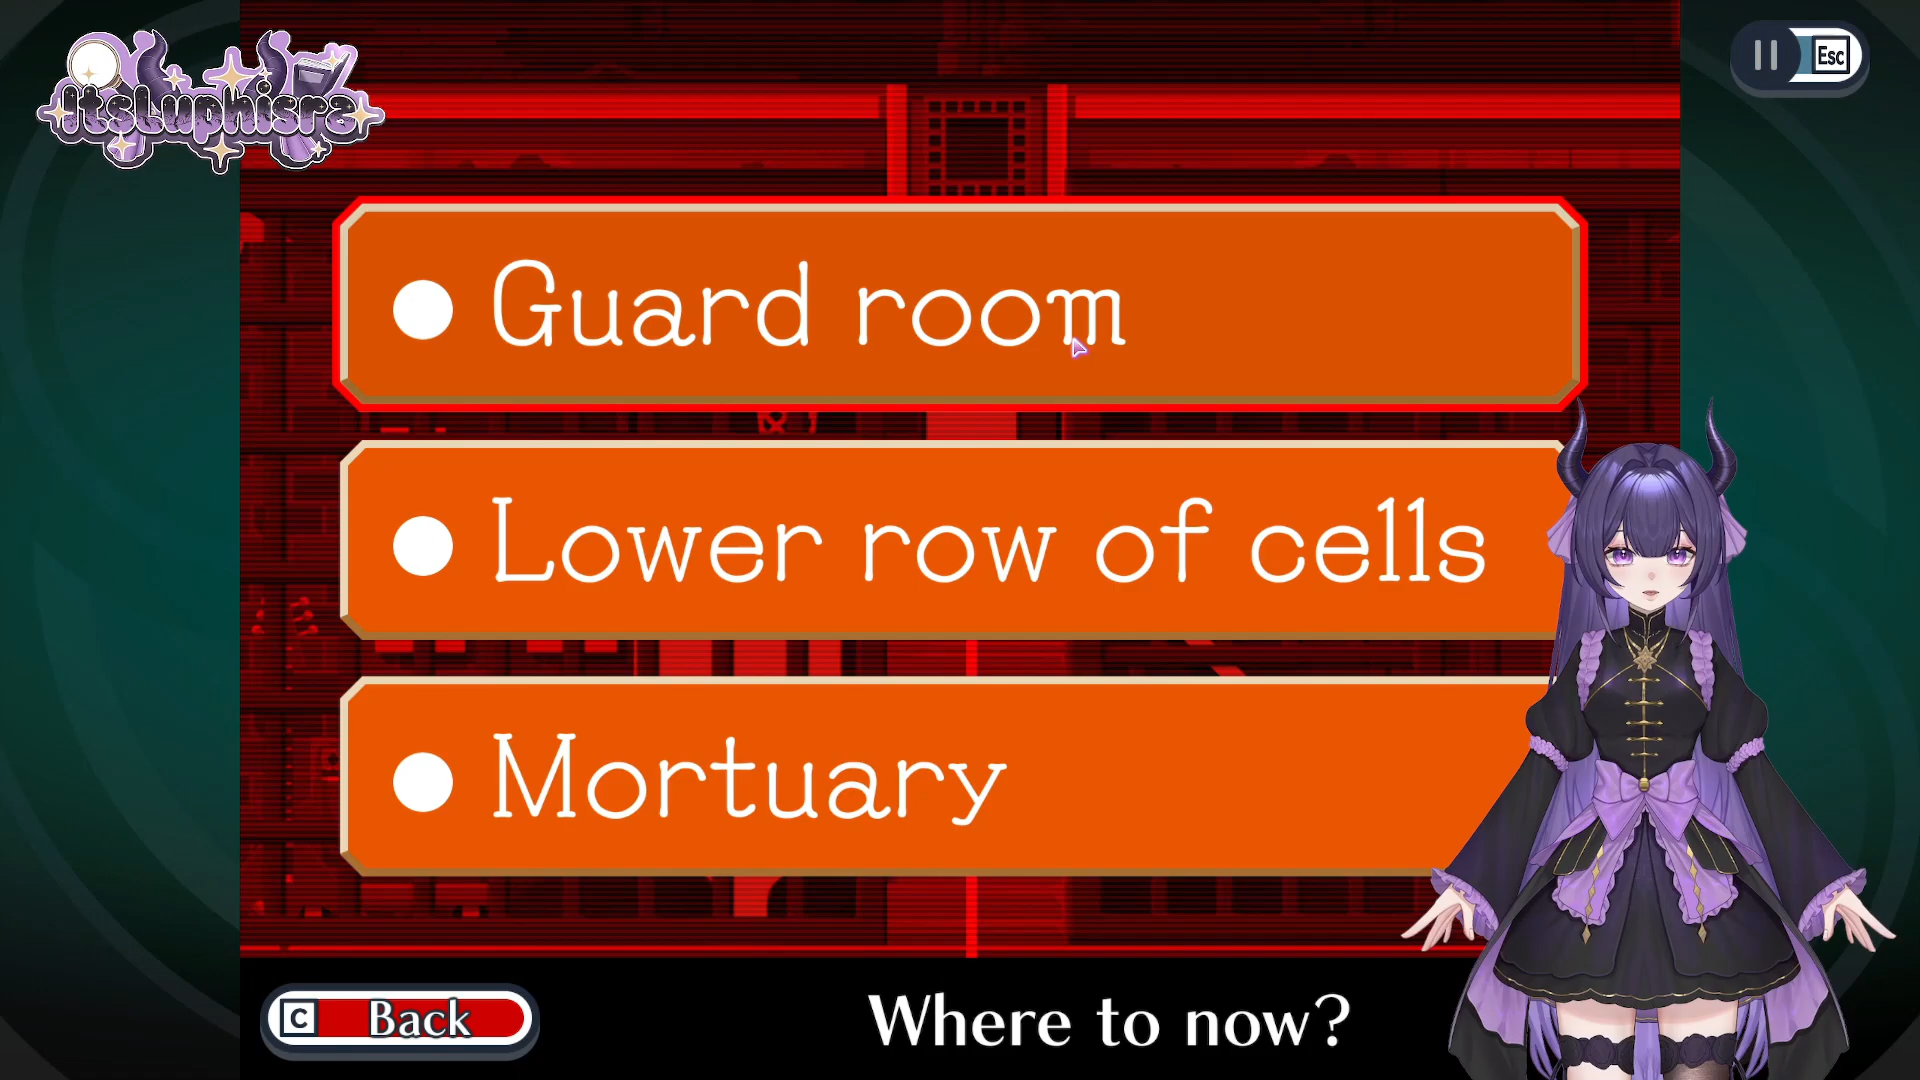 ItsLuphisra
Esc
Guard room
Lower row of cells
Mortuary
C Back
Where to now?